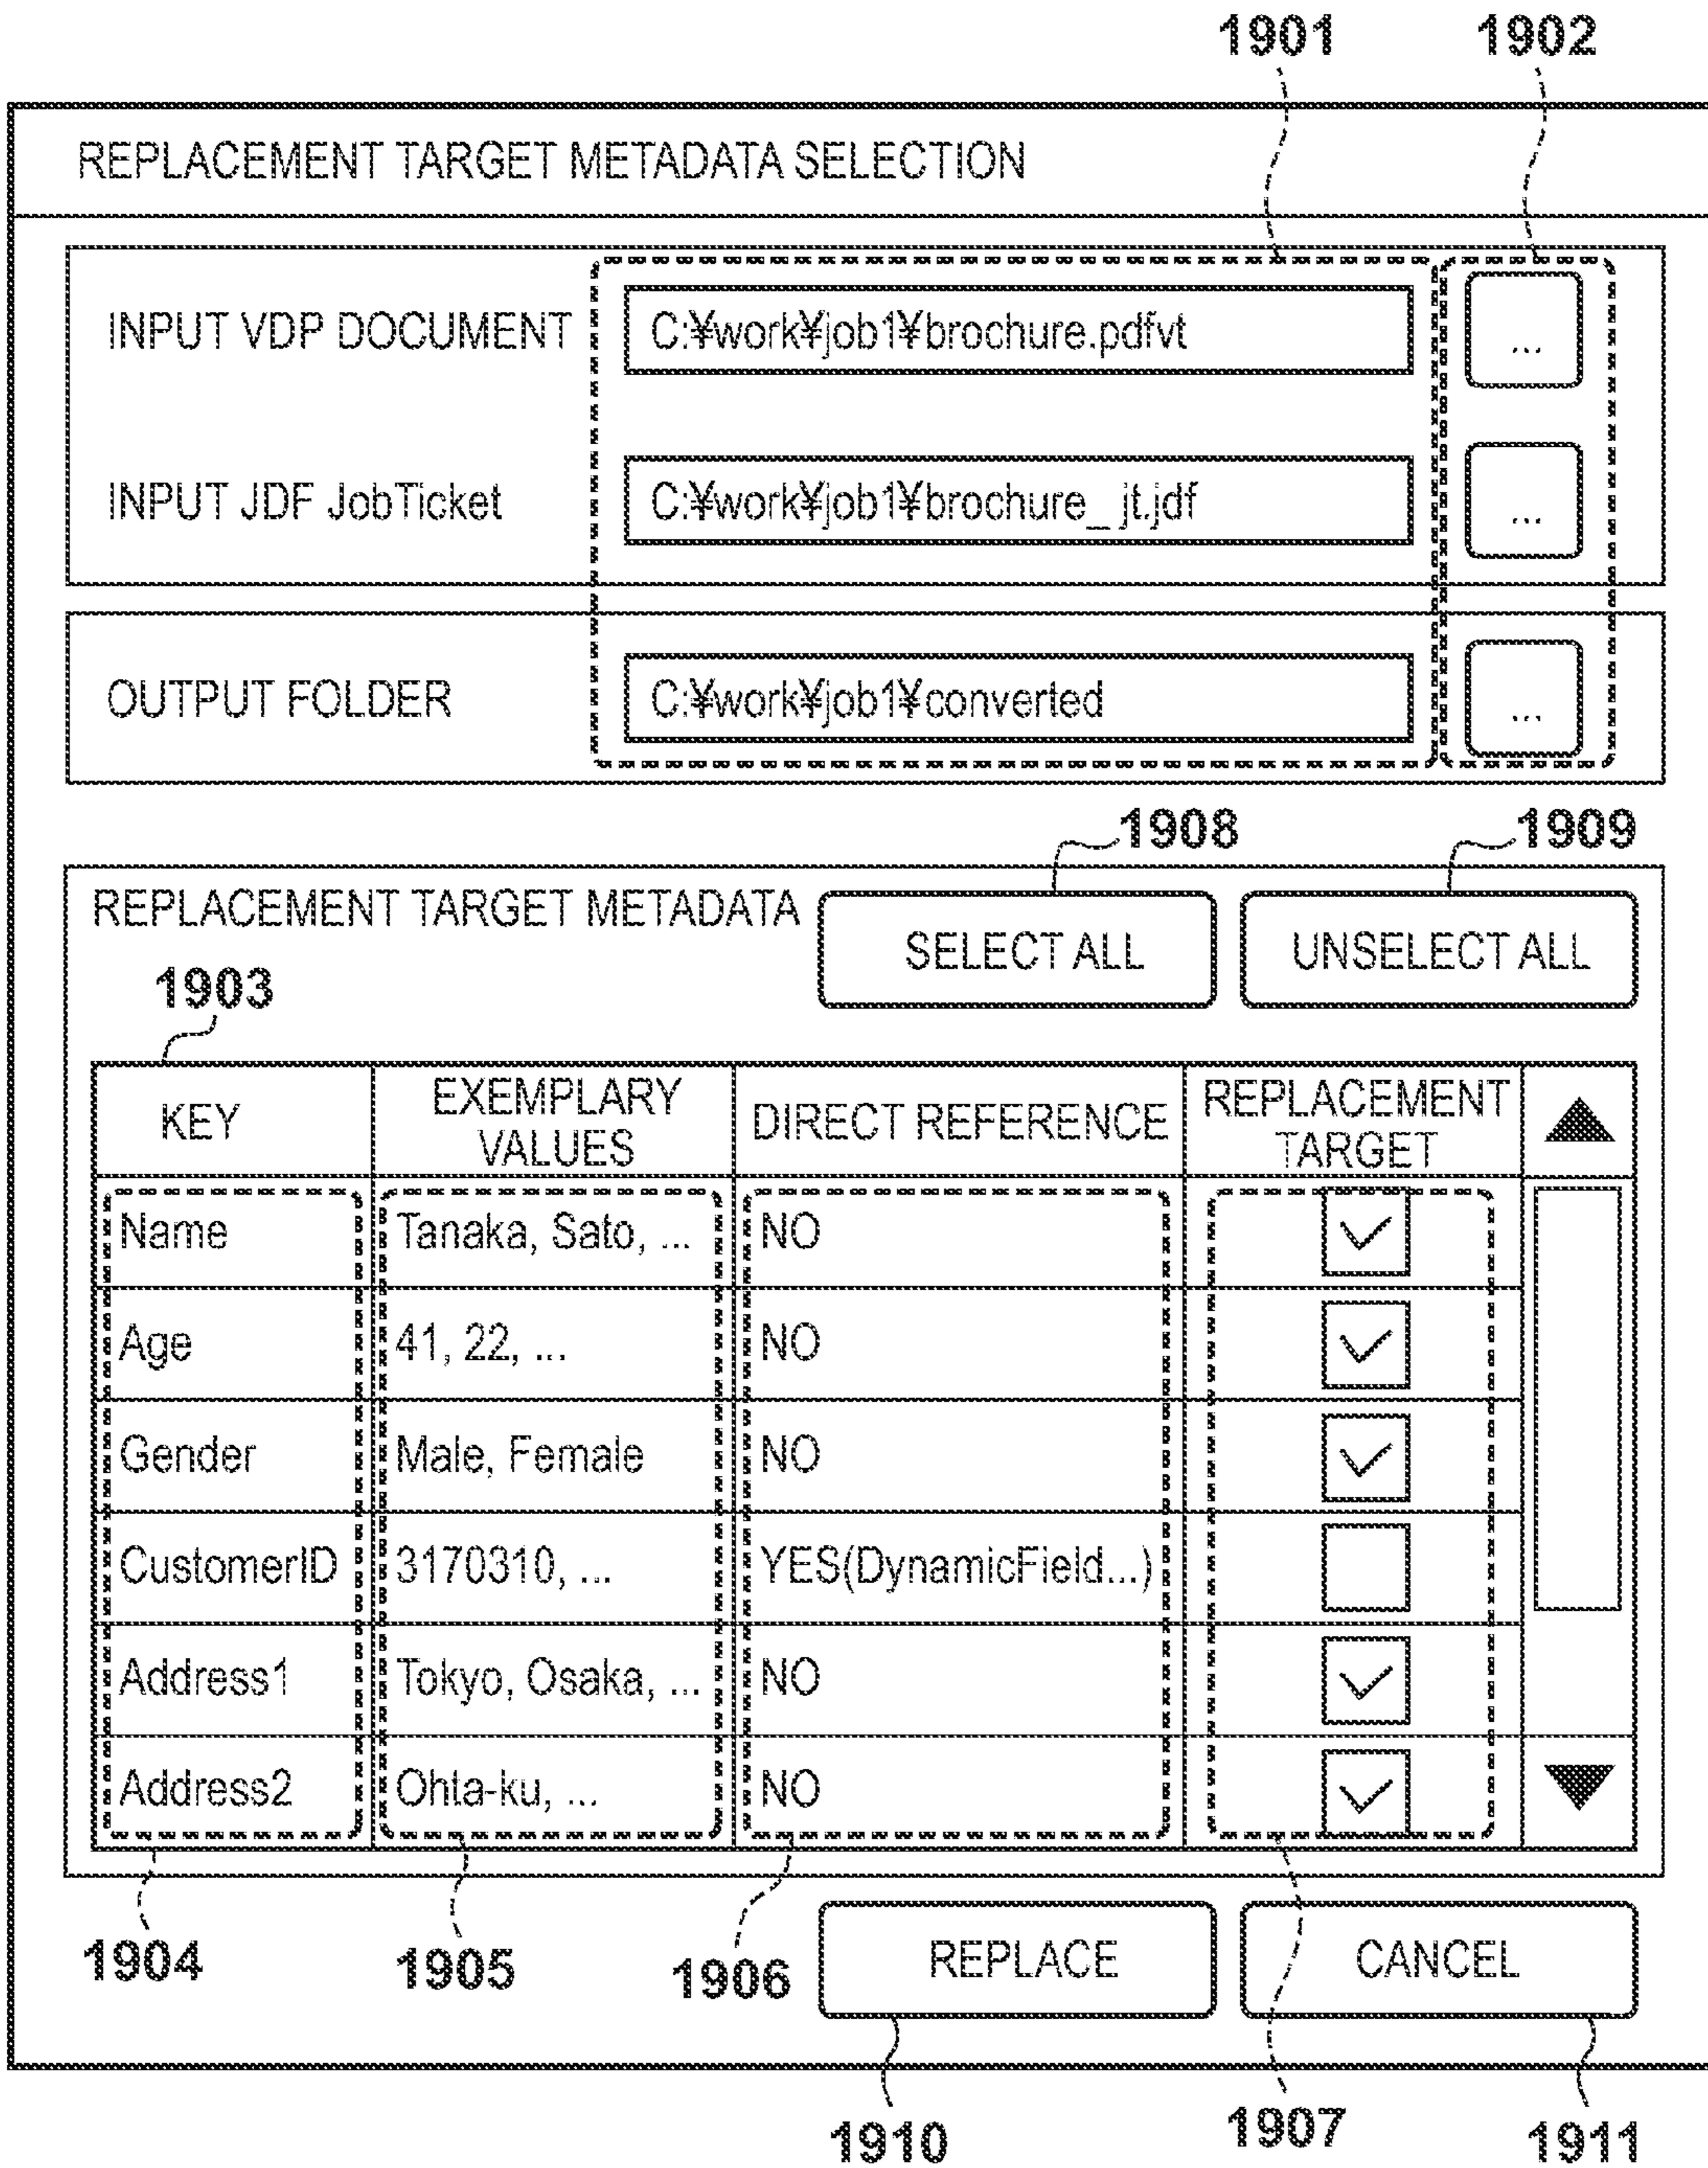 1901 1902
REPLACEMENT TARGET METADATA SELECTION
INPUT VDP DOCUMENT C:¥work¥job1¥brochure.pdfvt ...
INPUT JDF JobTicket C:¥work¥job1¥brochure_ jt.jdf ...
OUTPUT FOLDER C:¥work¥job1¥converted ...
1908 1909
REPLACEMENT TARGET METADATA SELECT ALL UNSELECT ALL
1903
KEY EXEMPLARY VALUES DIRECT REFERENCE REPLACEMENT TARGET
Name Tanaka, Sato, ... NO
Age 41, 22, ... NO
Gender Male, Female NO
CustomerID 3170310, ... YES(DynamicField...)
Address1 Tokyo, Osaka, ... NO
Address2 Ohta-ku, ... NO
1904 1905 1906 REPLACE CANCEL
1910 1907 1911